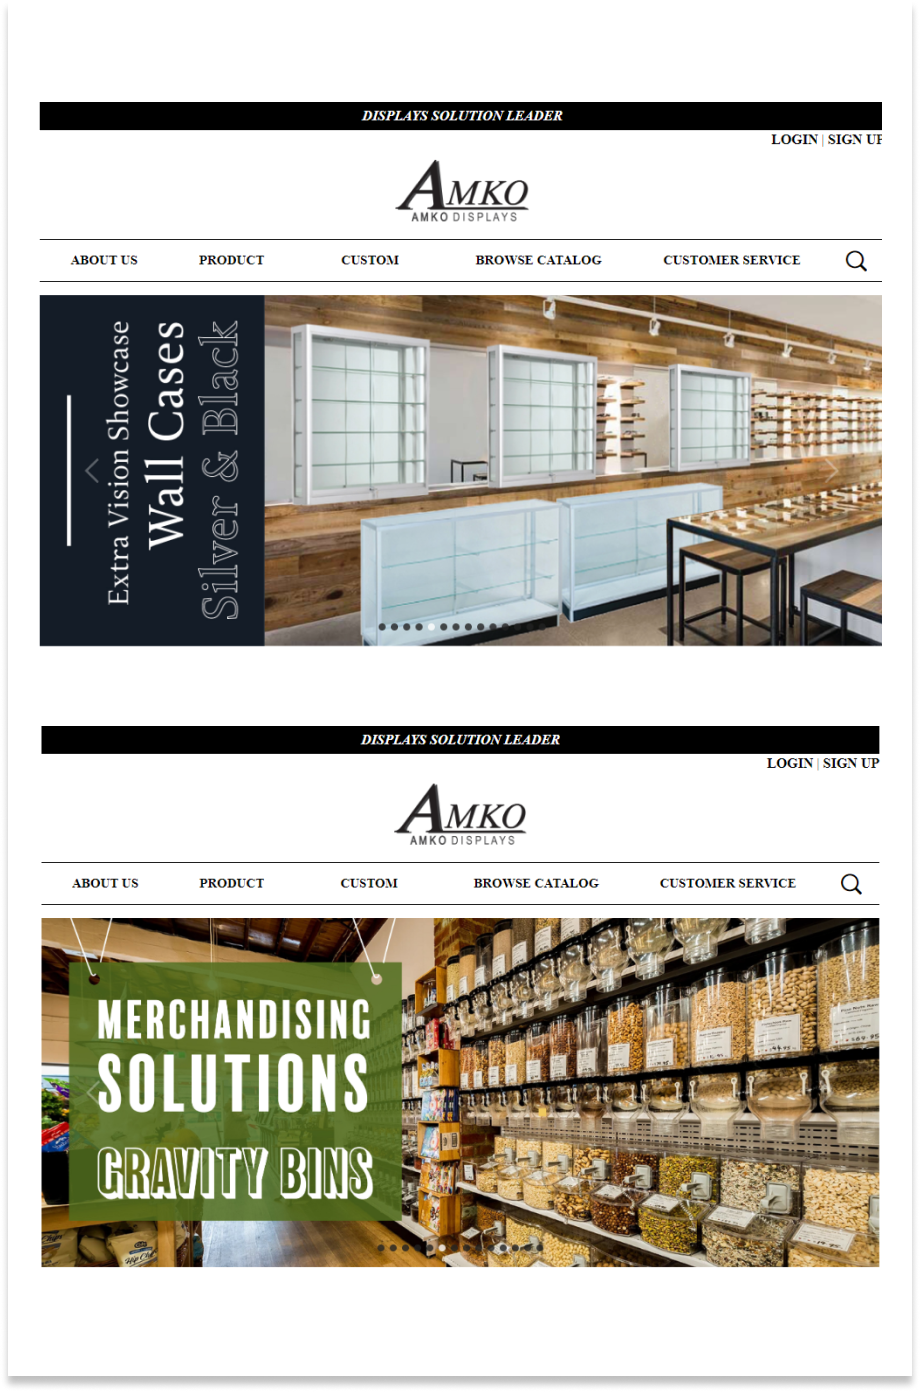 DISPLAYS SOLUTION LEADER
LOGIN | SIGN UP
AMKO
AMKO DISPLAYS
ABOUT US PRODUCT CUSTOM BROWSE CATALOG CUSTOMER SERVICE
Extra Vision Showcase
Wall Cases
Silver & Black
DISPLAYS SOLUTION LEADER
LOGIN | SIGN UP
AMKO
AMKO DISPLAYS
ABOUT US PRODUCT CUSTOM BROWSE CATALOG CUSTOMER SERVICE
MERCHANDISING
SOLUTIONS
GRAVITY BINS